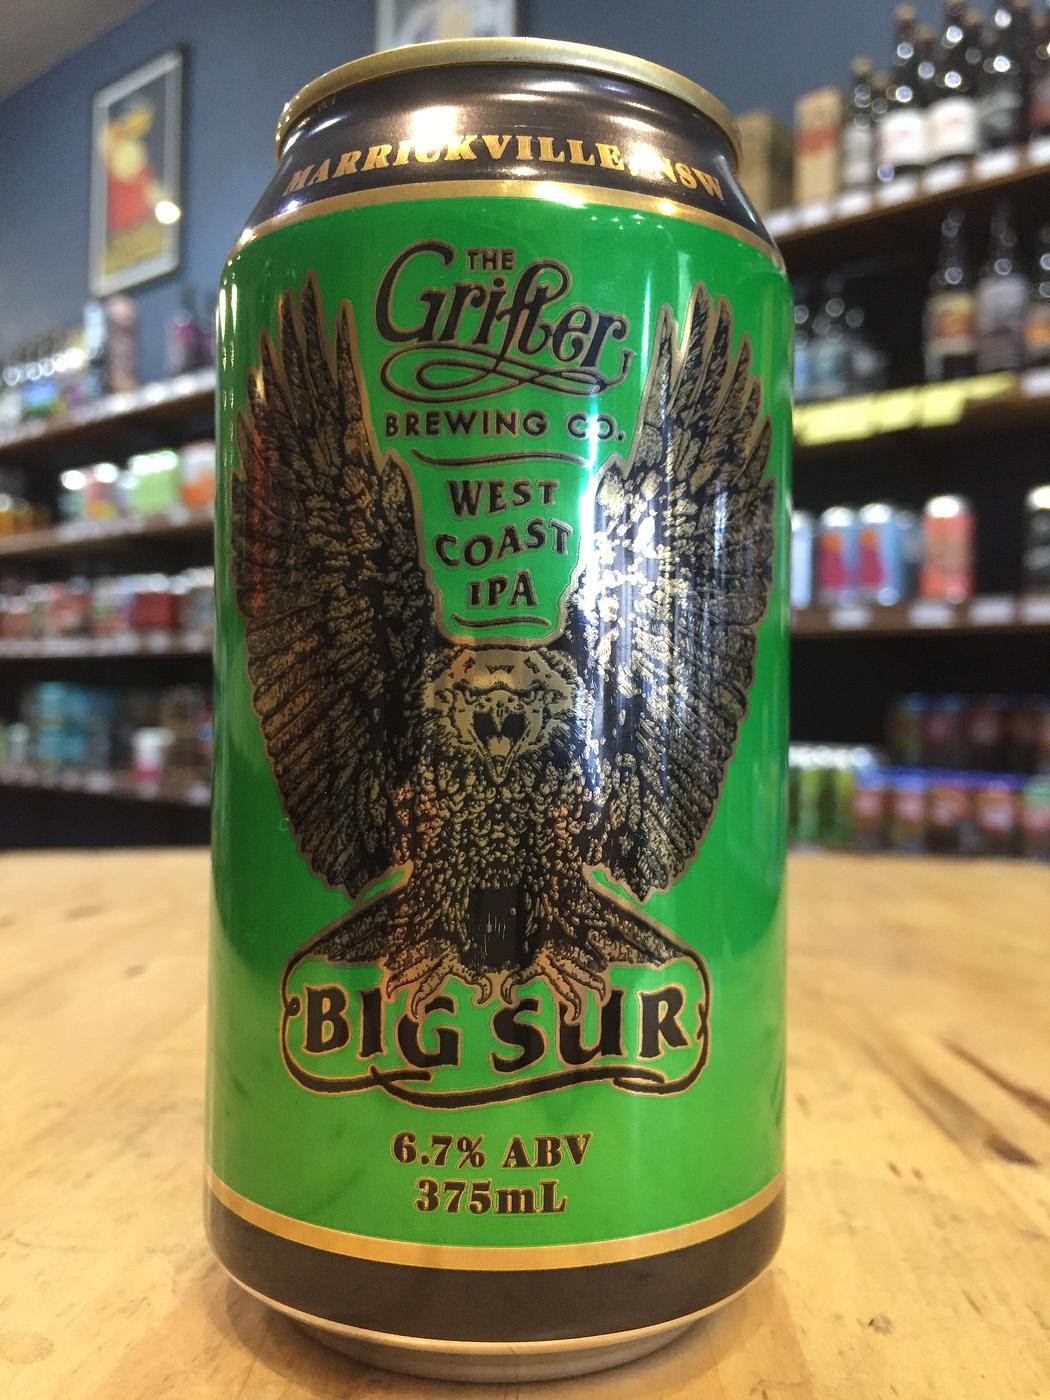 MARRICKVILLE, NSW
THE
Grifter
BREWING CO.
WEST
COAST
IPA
BIG SUR
6.7% ABV
375mL